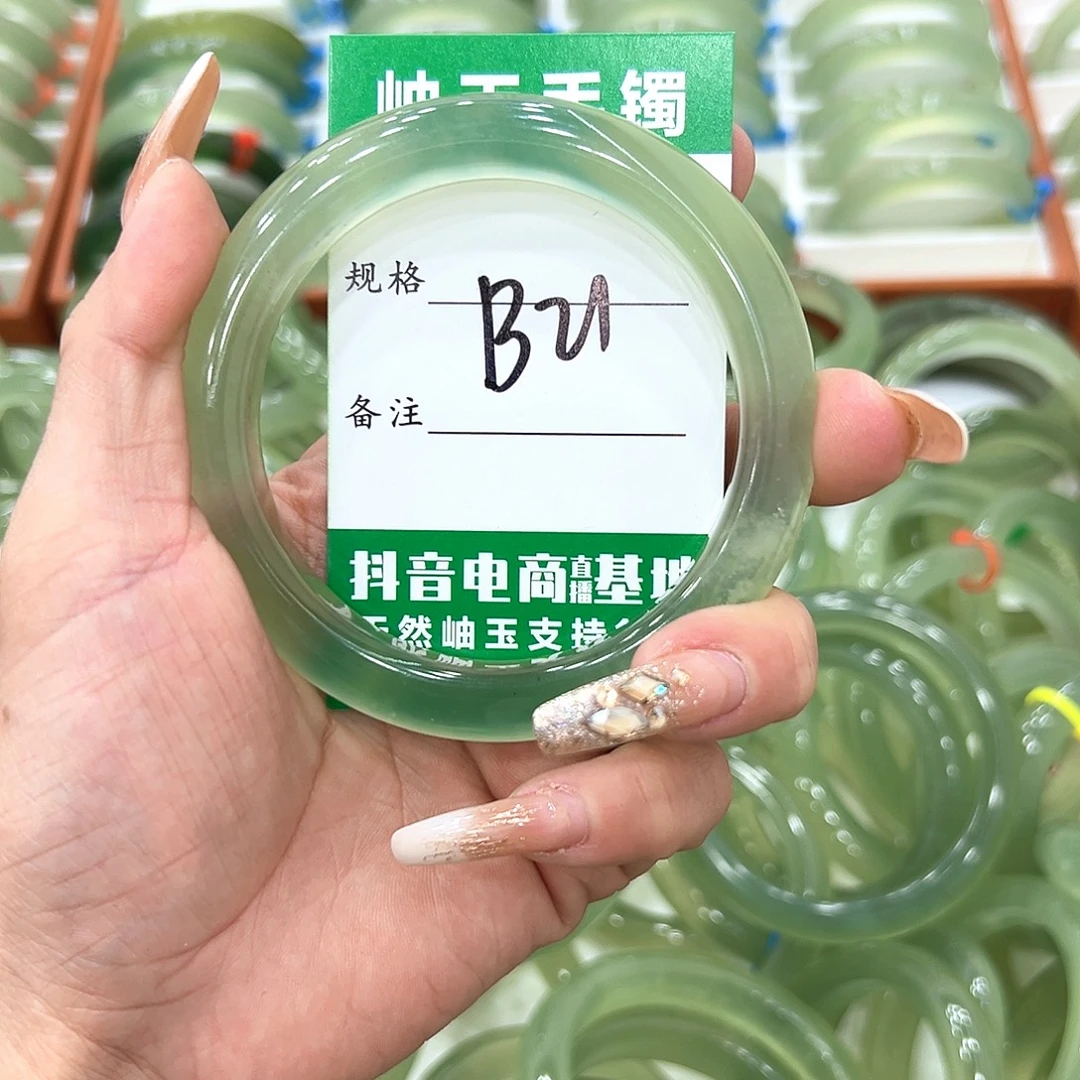 岫玉手镯
规格 B21
备注
抖音电商直播基地
天然岫玉支持